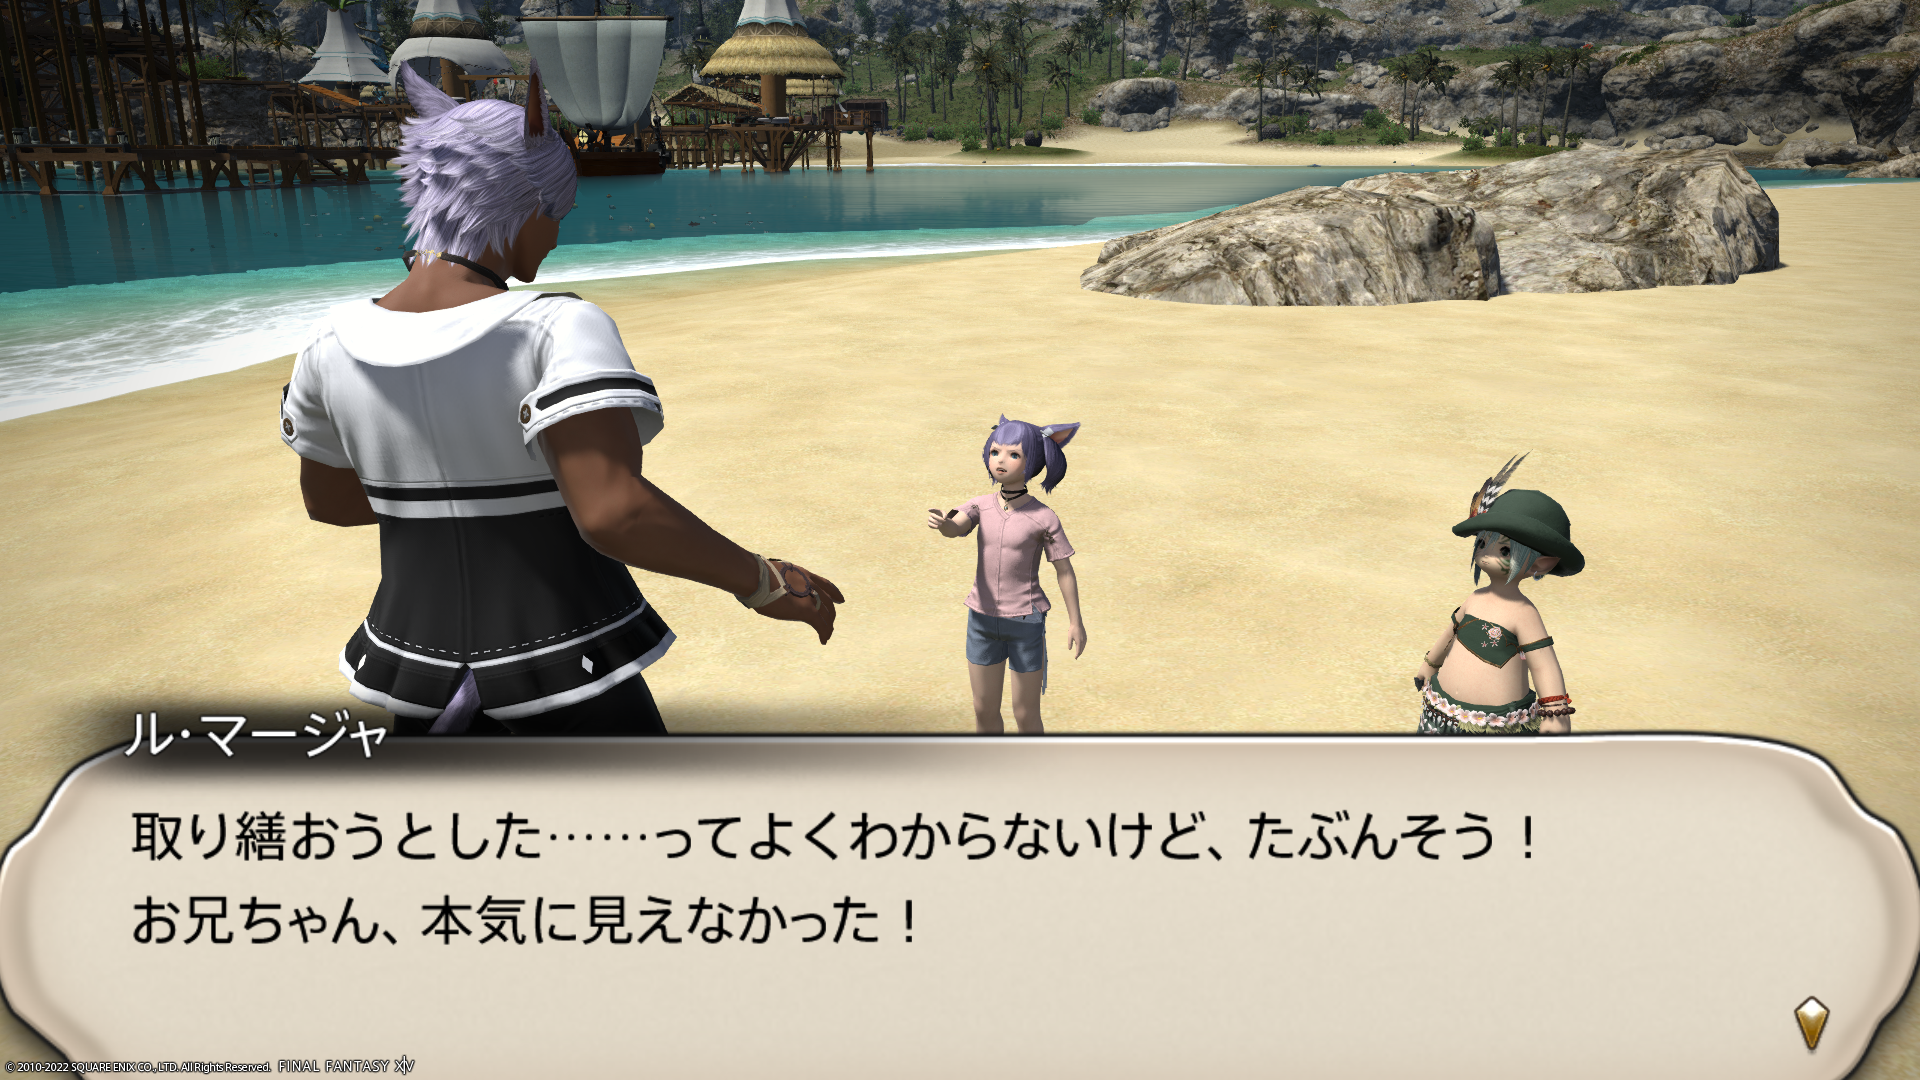 ル・マージャ
取り繕おうとした……ってよくわからないけど、たぶんそう！
お兄ちゃん、本気に見えなかった！
© 2010-2022 SQUARE ENIX CO., LTD. All Rights Reserved. FINAL FANTASY XIV